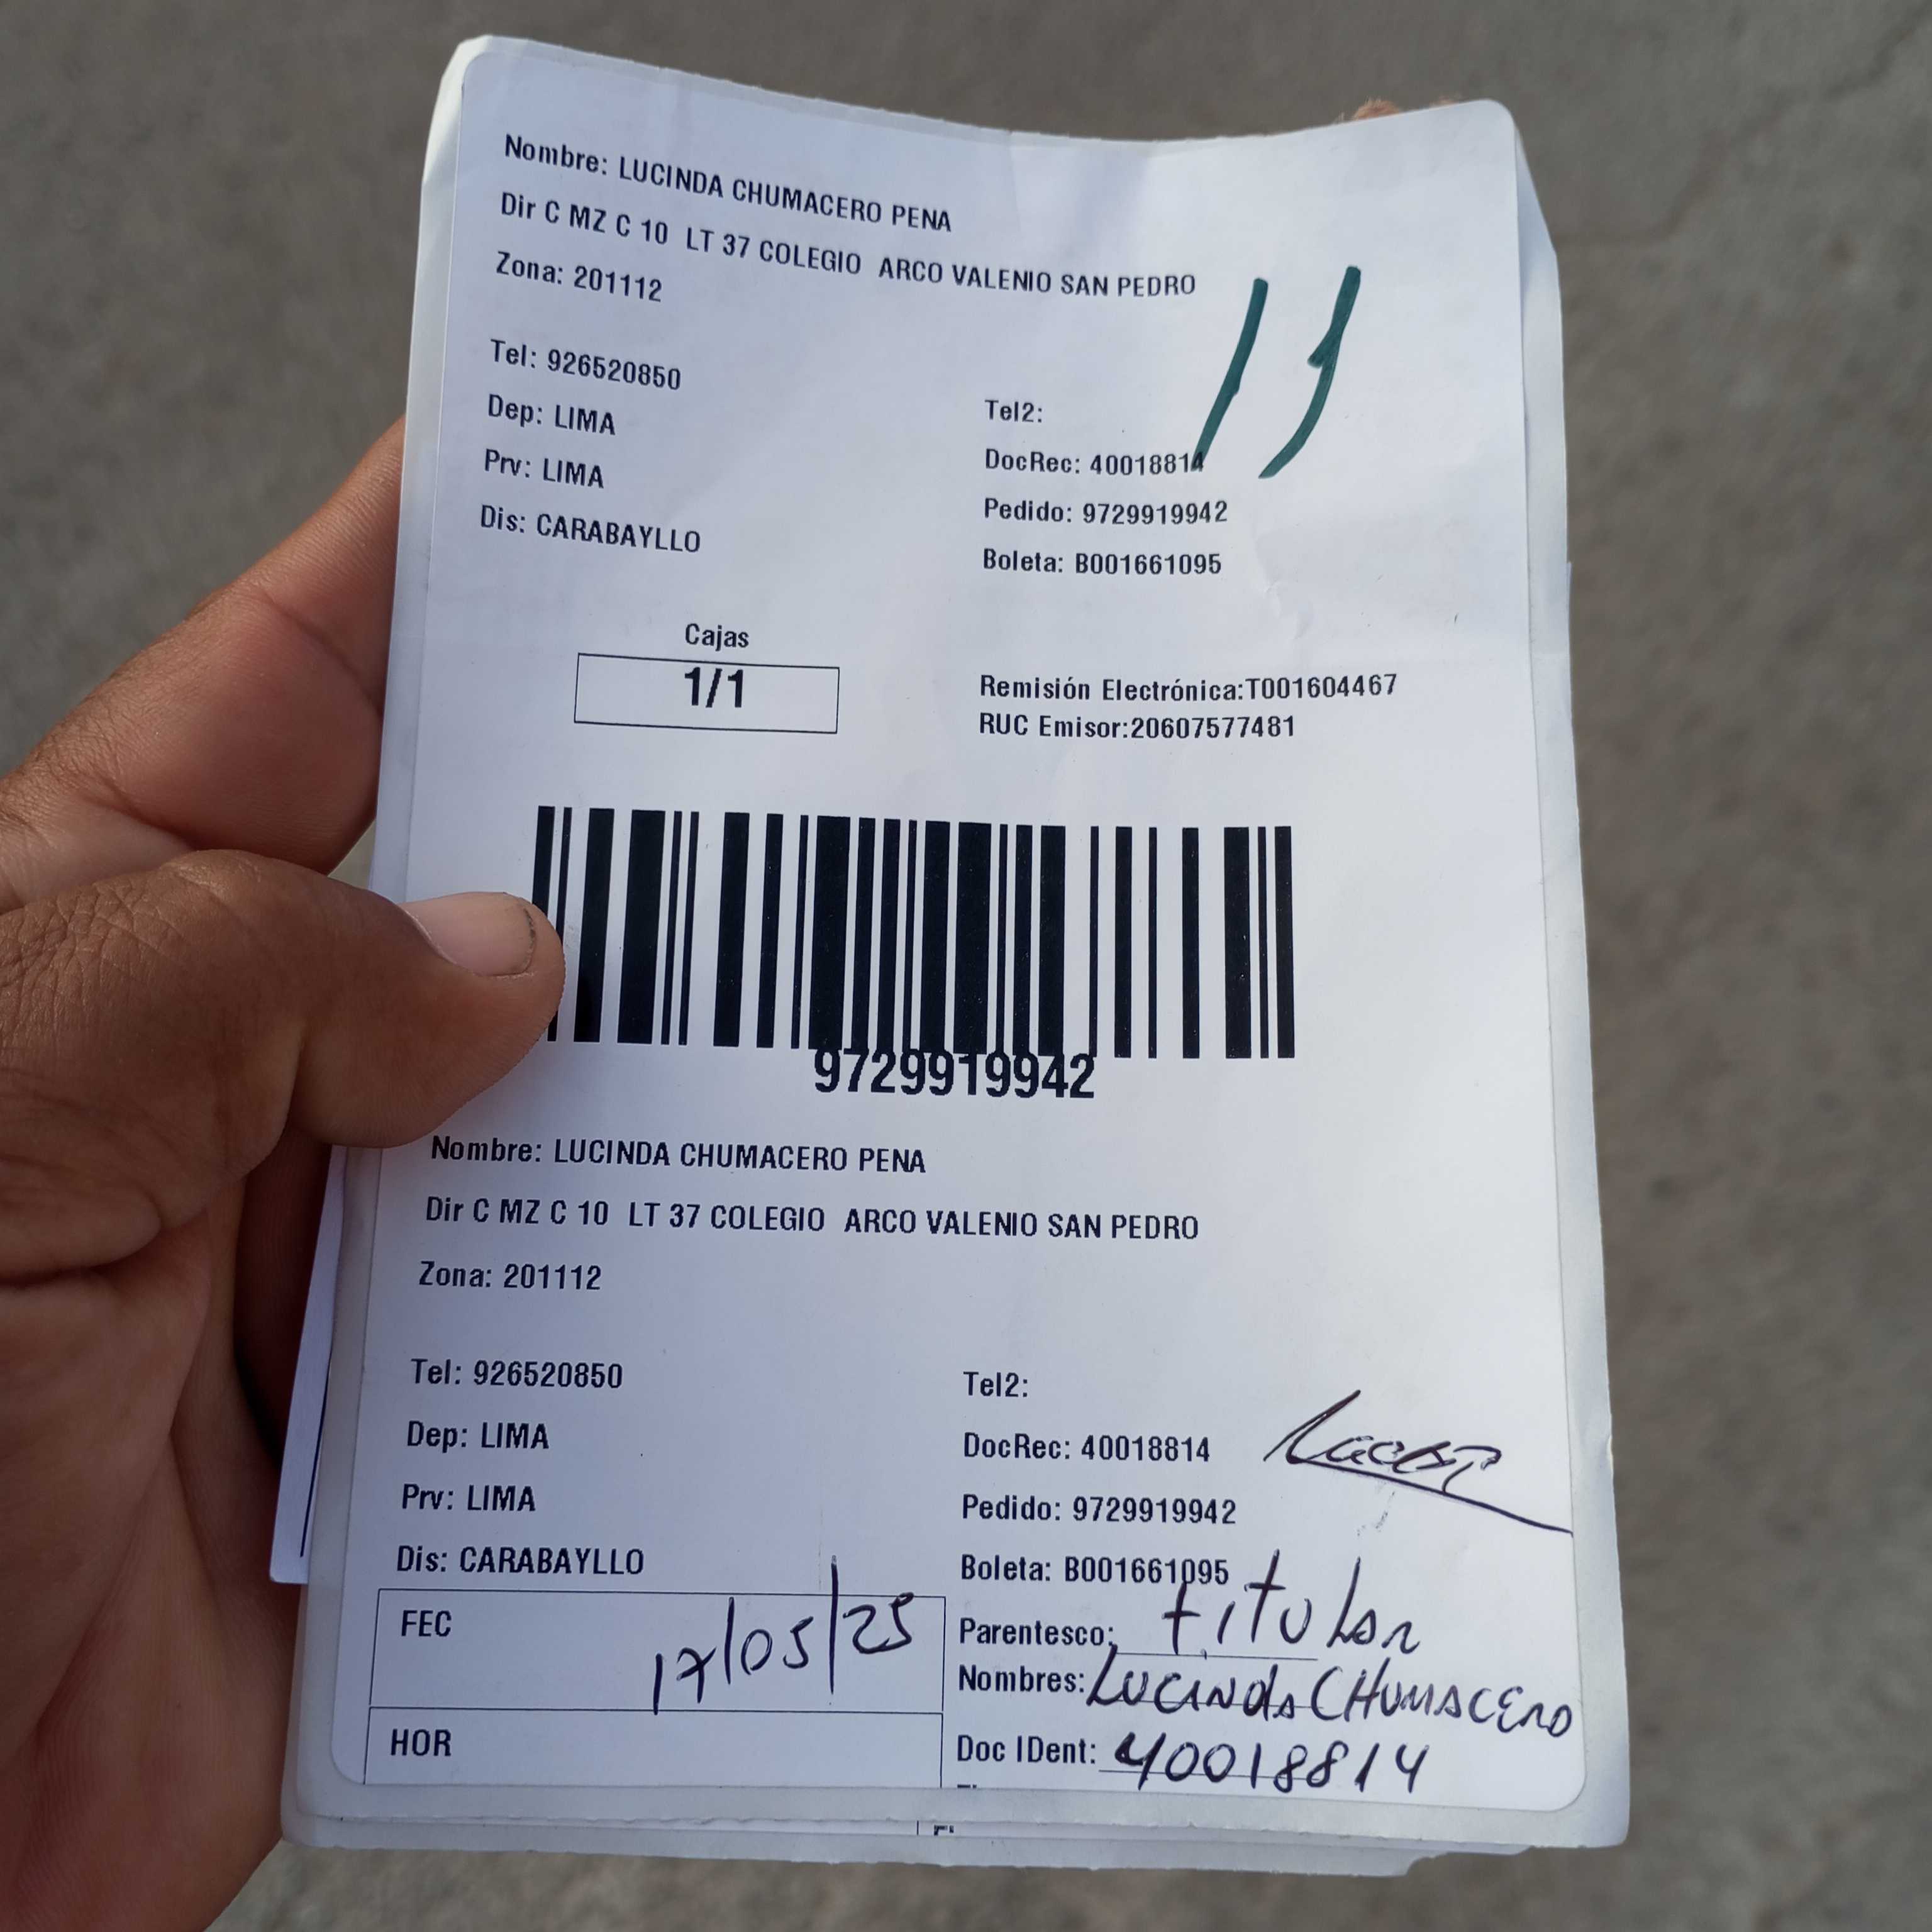 Nombre: LUCINDA CHUMACERO PENA
Dir C MZ C 10 LT 37 COLEGIO ARCO VALENIO SAN PEDRO
Zona: 201112
11
Tel: 926520850
Tel2:
Dep: LIMA
DocRec: 40018814
Prv: LIMA
Pedido: 9729919942
Dis: CARABAYLLO
Boleta: B001661095
Cajas
1/1
Remisión Electrónica:T001604467
RUC Emisor:20607577481
9729919942
Nombre: LUCINDA CHUMACERO PENA
Dir C MZ C 10 LT 37 COLEGIO ARCO VALENIO SAN PEDRO
Zona: 201112
Tel: 926520850
Tel2:
Dep: LIMA
DocRec: 40018814
Prv: LIMA
Pedido: 9729919942
Dis: CARABAYLLO
Boleta: B001661095
FEC 17/05/25
Parentesco: titular
Nombres: LUCINDA CHUMACERO
HOR
Doc IDent: 40018814